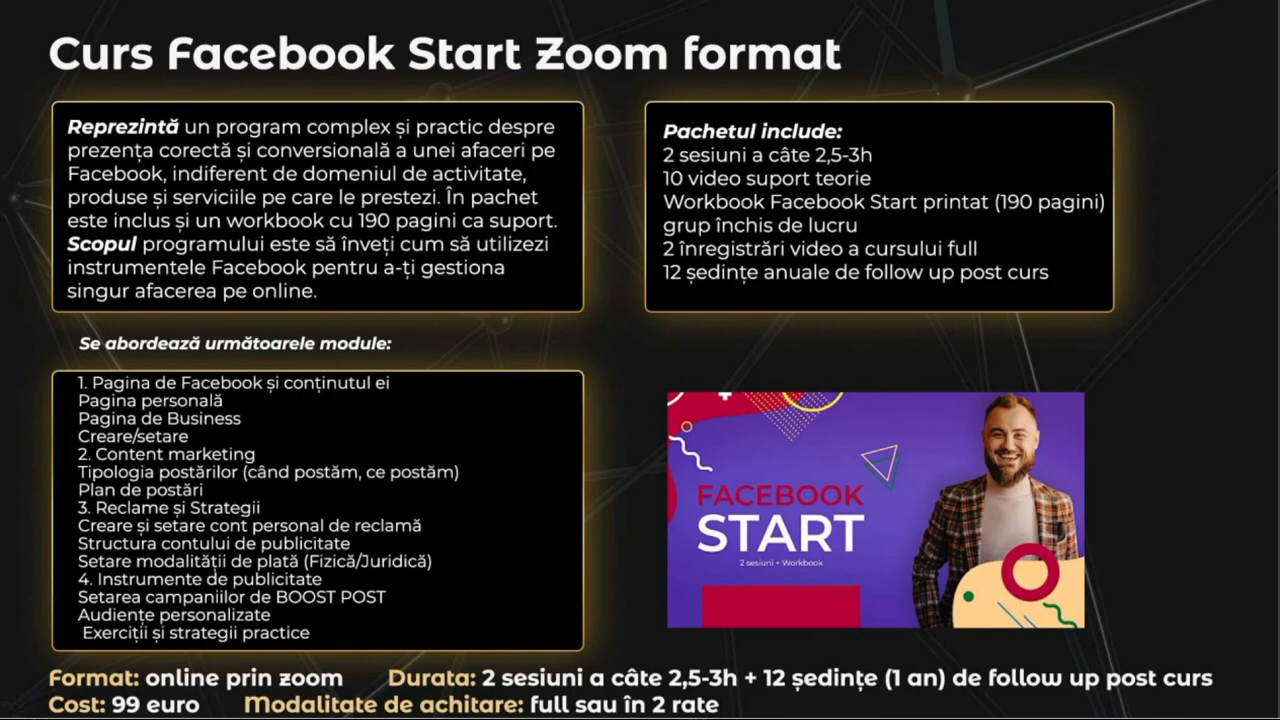 Curs Facebook Start Zoom format
Reprezintă un program complex și practic despre
prezența corectă și conversională a unei afaceri pe
Facebook, indiferent de domeniul de activitate,
produse și serviciile pe care le prestezi. În pachet
este inclus și un workbook cu 190 pagini ca suport.
Scopul programului este să înveți cum să utilizezi
instrumentele Facebook pentru a-ți gestiona
singur afacerea pe online.
Pachetul include:
2 sesiuni a câte 2,5-3h
10 video suport teorie
Workbook Facebook Start printat (190 pagini)
grup închis de lucru
2 înregistrări video a cursului full
12 ședințe anuale de follow up post curs
Se abordează următoarele module:
1. Pagina de Facebook și conținutul ei
Pagina personală
Pagina de Business
Creare/setare
2. Content marketing
Tipologia postărilor (când postăm, ce postăm)
Plan de postări
3. Reclame și Strategii
Creare și setare cont personal de reclamă
Structura contului de publicitate
Setare modalității de plată (Fizică/Juridică)
4. Instrumente de publicitate
Setarea campaniilor de BOOST POST
Audiențe personalizate
Exerciții și strategii practice
FACEBOOK
START
2 sesiuni + Workbook
Format: online prin zoom Durata: 2 sesiuni a câte 2,5-3h + 12 ședințe (1 an) de follow up post curs
Cost: 99 euro Modalitate de achitare: full sau în 2 rate